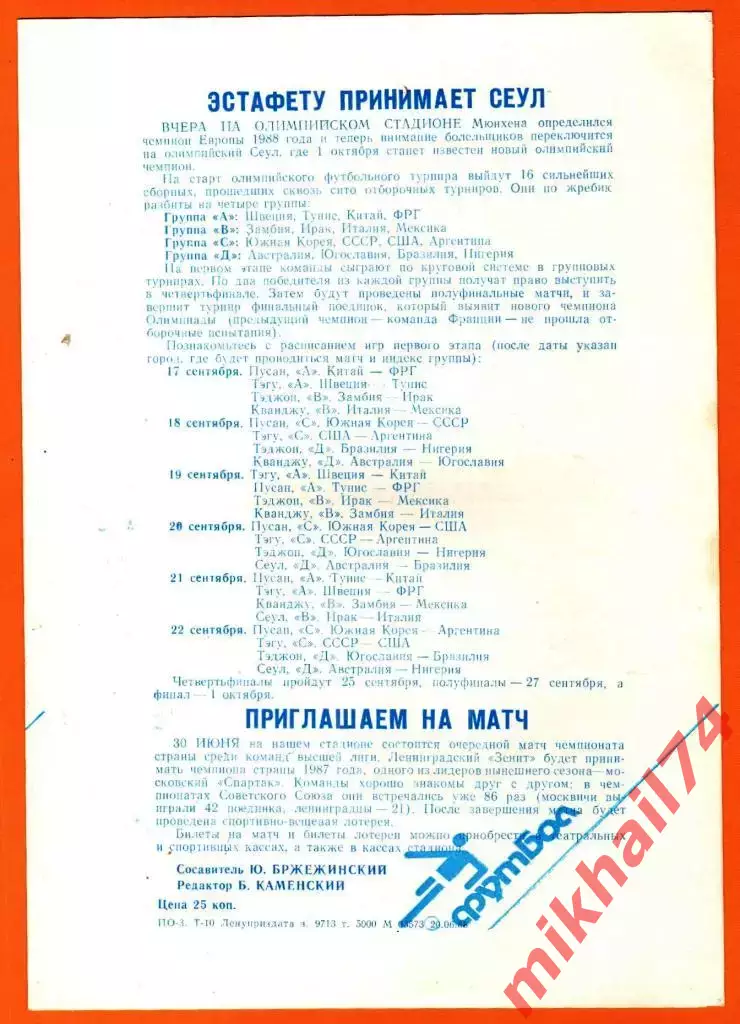 ЭСТАФЕТУ ПРИНИМАЕТ СЕУЛ
ВЧЕРА НА ОЛИМПИЙСКОМ СТАДИОНЕ Мюнхена определился
чемпион Европы 1988 года и теперь внимание болельщиков переключится
на олимпийский Сеул, где 1 октября станет известен новый олимпийский
чемпион.
На старт олимпийского футбольного турнира выйдут 16 сильнейших
сборных, прошедших сквозь сито отборочных турниров. Они по жребию
разбиты на четыре группы:
Группа «А»: Швеция, Тунис, Китай, ФРГ
Группа «В»: Замбия, Ирак, Италия, Мексика
Группа «С»: Южная Корея, СССР, США, Аргентина
Группа «Д»: Австралия, Югославия, Бразилия, Нигерия
На первом этапе команды сыграют по круговой системе в групповых
турнирах. По два победителя из каждой группы получат право выступить
в четвертьфинале. Затем будут проведены полуфинальные матчи, и за-
вершит турнир финальный поединок, который выявит нового чемпиона
Олимпиады (предыдущий чемпион — команда Франции — не прошла от-
борочные испытания).
Познакомьтесь с расписанием игр первого этапа (после даты указан
город, где будет проводиться матч и индекс группы):
17 сентября. Пусан, «А». Китай — ФРГ
Тэгу, «А». Швеция — Тунис
Тэджон, «В». Замбия — Ирак
Кванджу, «В». Италия — Мексика
18 сентября. Пусан, «С». Южная Корея — СССР
Тэгу, «С». США — Аргентина
Тэджон, «Д». Бразилия — Нигерия
Кванджу, «Д». Австралия — Югославия
19 сентября. Тэгу, «А». Швеция — Китай
Пусан, «А». Тунис — ФРГ
Тэджон, «В». Ирак — Мексика
Кванджу, «В». Замбия — Италия
20 сентября. Пусан, «С». Южная Корея — США
Тэгу, «С». СССР — Аргентина
Тэджон, «Д». Югославия — Нигерия
Сеул, «Д». Австралия — Бразилия
21 сентября. Пусан, «А». Тунис — Китай
Тэгу, «А». Швеция — ФРГ
Кванджу, «В». Замбия — Мексика
Сеул, «В». Ирак — Италия
22 сентября. Пусан, «С». Южная Корея — Аргентина
Тэгу, «С». СССР — США
Тэджон, «Д». Югославия — Бразилия
Сеул, «Д». Австралия — Нигерия
Четвертьфиналы пройдут 25 сентября, полуфиналы — 27 сентября, а
финал — 1 октября.
ПРИГЛАШАЕМ НА МАТЧ
30 ИЮНЯ на нашем стадионе состоится очередной матч чемпионата
страны среди команд высшей лиги. Ленинградский «Зенит» будет прини-
мать чемпиона страны 1987 года, одного из лидеров нынешнего сезона — мо-
сковский «Спартак». Команды хорошо знакомы друг с другом: в чем-
пионатах Советского Союза они встречались уже 86 раз (москвичи вы-
играли 42 поединка, ленинградцы — 21). После завершения матча будет
проведена спортивно-вещевая лотерея.
Билеты на матч и билеты лотереи можно приобрести в театральных
и спортивных кассах, а также в кассах стадиона.
Сосавитель Ю. БРЖЕЖИНСКИЙ
Редактор Б. КАМЕНСКИЙ
Цена 25 коп.
ПО-3. Т-10 Ленуприздата з. 9713 т. 5000 М
футбол
mikhail74